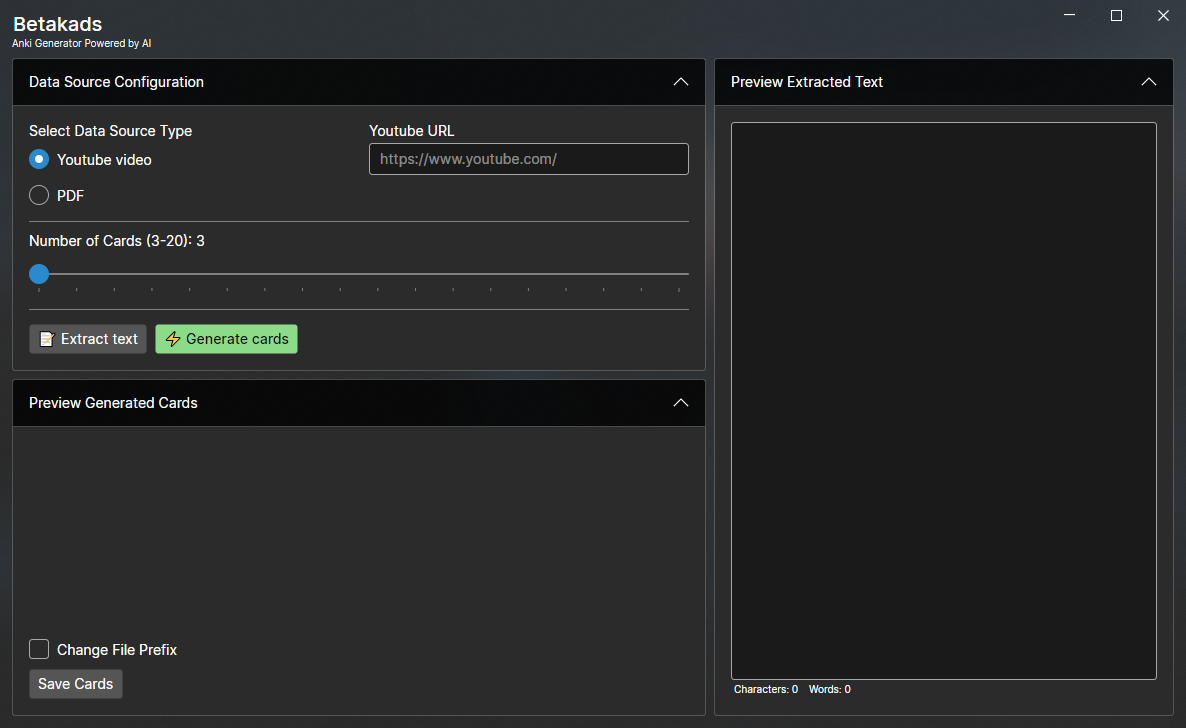 Betakads
Anki Generator Powered by AI
Data Source Configuration
Select Data Source Type
Youtube video
PDF
Youtube URL
https://www.youtube.com/
Number of Cards (3-20): 3
Extract text
Generate cards
Preview Generated Cards
Change File Prefix
Save Cards
Preview Extracted Text
Characters: 0 Words: 0